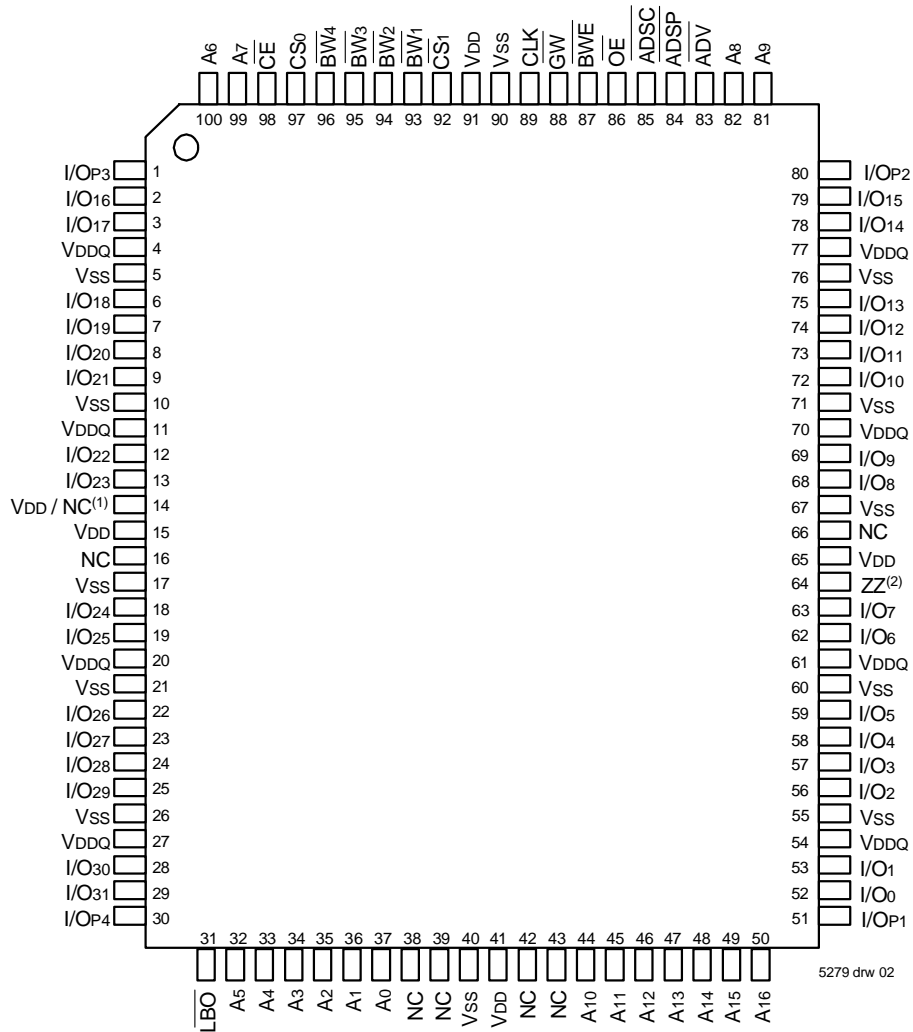 A6 A7 CE CS0 BW4 BW3 BW2 BW1 CS1 VDD VSS CLK GW BWE OE ADSC ADSP ADV A8 A9
100 99 98 97 96 95 94 93 92 91 90 89 88 87 86 85 84 83 82 81
I/OP3 1 80 I/OP2
I/O16 2 79 I/O15
I/O17 3 78 I/O14
VDDQ 4 77 VDDQ
VSS 5 76 VSS
I/O18 6 75 I/O13
I/O19 7 74 I/O12
I/O20 8 73 I/O11
I/O21 9 72 I/O10
VSS 10 71 VSS
VDDQ 11 70 VDDQ
I/O22 12 69 I/O9
I/O23 13 68 I/O8
VDD / NC(1) 14 67 VSS
VDD 15 66 NC
NC 16 65 VDD
VSS 17 64 ZZ(2)
I/O24 18 63 I/O7
I/O25 19 62 I/O6
VDDQ 20 61 VDDQ
VSS 21 60 VSS
I/O26 22 59 I/O5
I/O27 23 58 I/O4
I/O28 24 57 I/O3
I/O29 25 56 I/O2
VSS 26 55 VSS
VDDQ 27 54 VDDQ
I/O30 28 53 I/O1
I/O31 29 52 I/O0
I/OP4 30 51 I/OP1
31 32 33 34 35 36 37 38 39 40 41 42 43 44 45 46 47 48 49 50
LBO A5 A4 A3 A2 A1 A0 NC NC VSS VDD NC NC A10 A11 A12 A13 A14 A15 A16
5279 drw 02